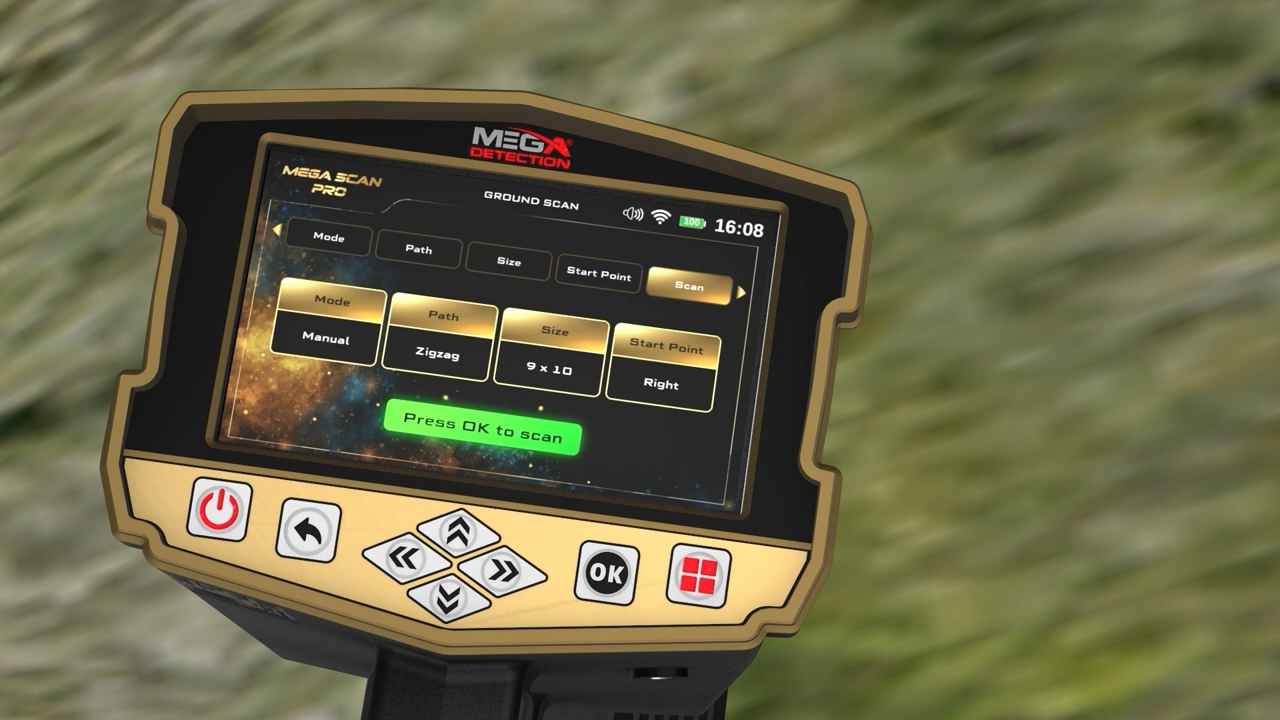 MEGA
DETECTION
MEGA SCAN
PRO
GROUND SCAN
100
16:08
Mode
Path
Size
Start Point
Scan
Mode
Path
Size
Start Point
Manual
Zigzag
9 x 10
Right
Press OK to scan
OK